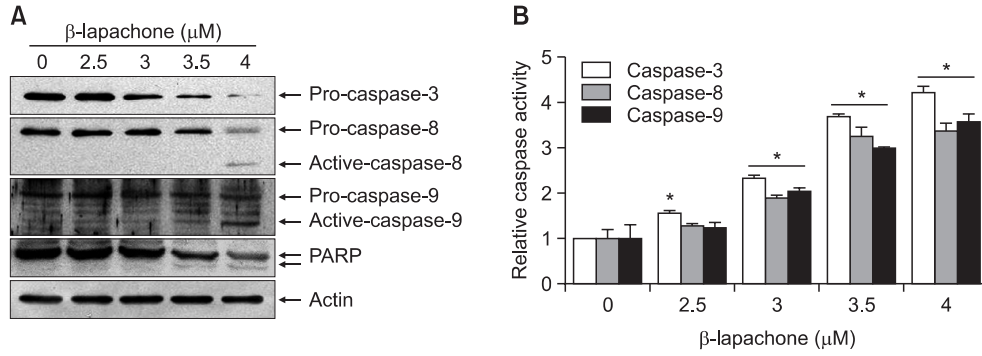 A
β-lapachone (μM)
0 2.5 3 3.5 4
Pro-caspase-3
Pro-caspase-8
Active-caspase-8
Pro-caspase-9
Active-caspase-9
PARP
Actin
B
Relative caspase activity
5
4
3
2
1
0
Caspase-3
Caspase-8
Caspase-9
*
*
*
*
0 2.5 3 3.5 4
β-lapachone (μM)